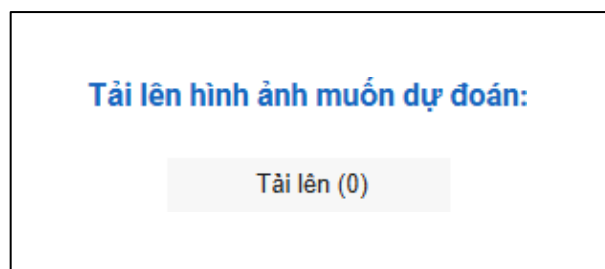 Tải lên hình ảnh muốn dự đoán:
Tải lên (0)